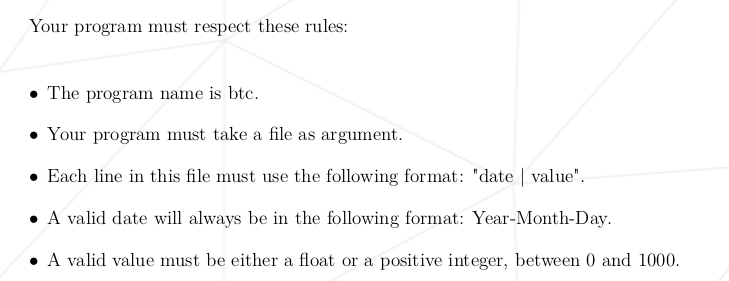 Your program must respect these rules:
• The program name is btc.
• Your program must take a file as argument.
• Each line in this file must use the following format: "date | value".
• A valid date will always be in the following format: Year-Month-Day.
• A valid value must be either a float or a positive integer, between 0 and 1000.